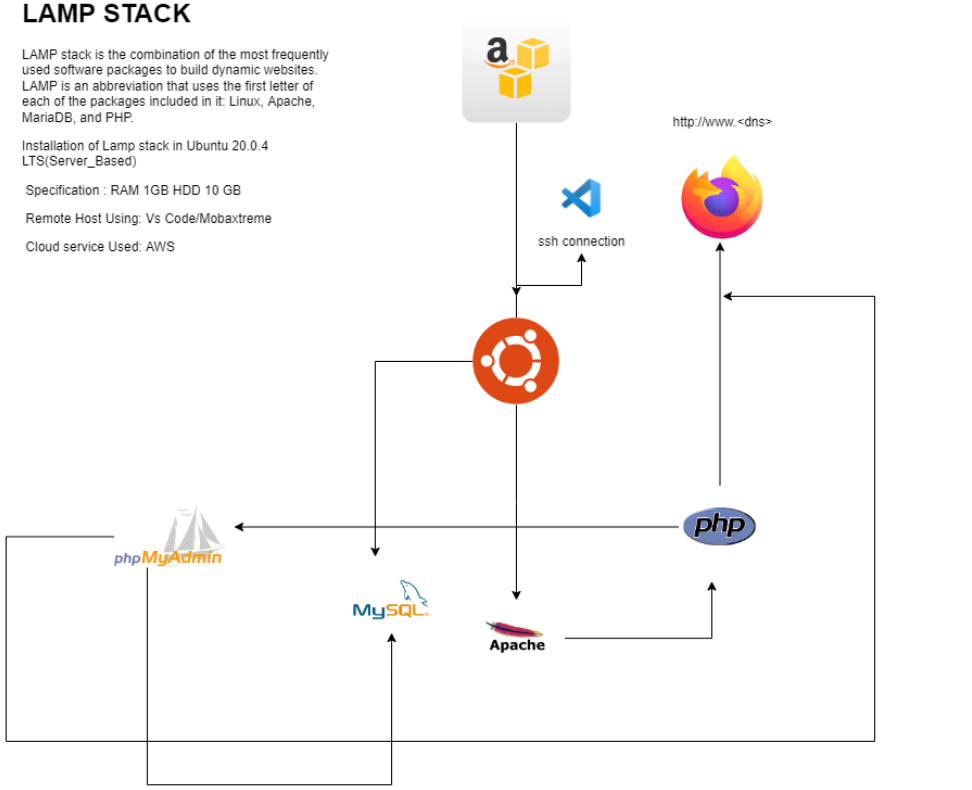 LAMP STACK
LAMP stack is the combination of the most frequently
used software packages to build dynamic websites.
LAMP is an abbreviation that uses the first letter of
each of the packages included in it: Linux, Apache,
MariaDB, and PHP.
Installation of Lamp stack in Ubuntu 20.0.4
LTS(Server_Based)
Specification : RAM 1GB HDD 10 GB
Remote Host Using: Vs Code/Mobaxtreme
Cloud service Used: AWS
a
http://www.<dns>
ssh connection
php
phpMyAdmin
MySQL
Apache